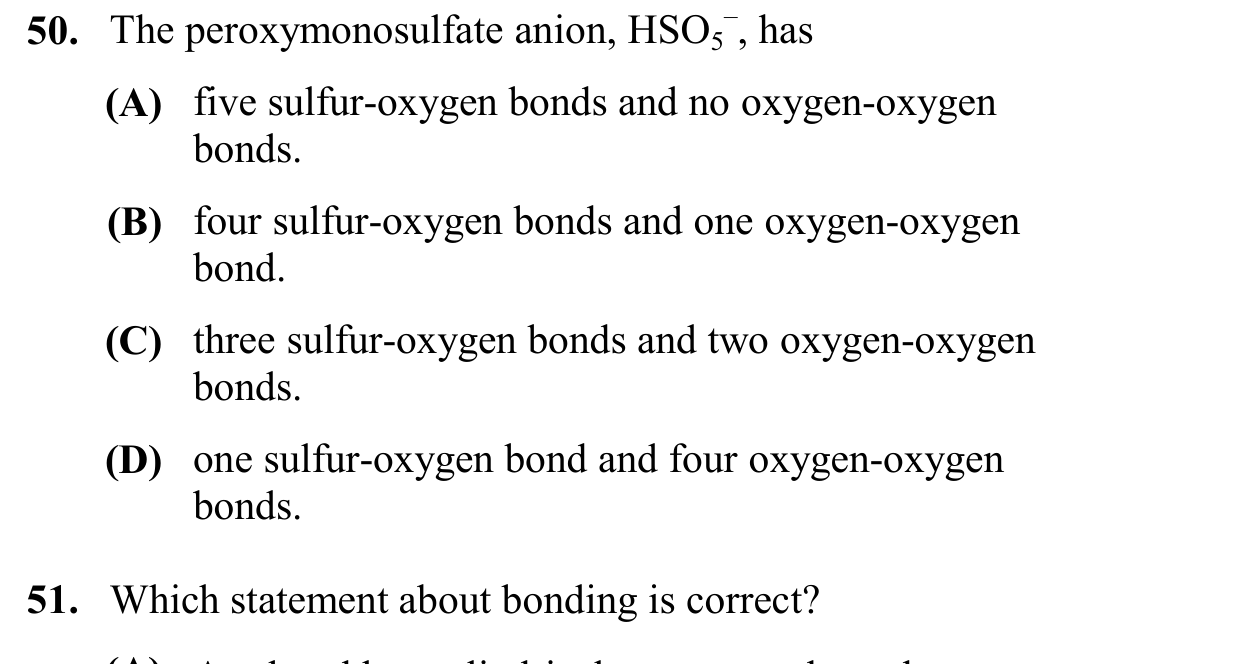 50. The peroxymonosulfate anion, HSO₅⁻, has
(A) five sulfur-oxygen bonds and no oxygen-oxygen
bonds.
(B) four sulfur-oxygen bonds and one oxygen-oxygen
bond.
(C) three sulfur-oxygen bonds and two oxygen-oxygen
bonds.
(D) one sulfur-oxygen bond and four oxygen-oxygen
bonds.
51. Which statement about bonding is correct?